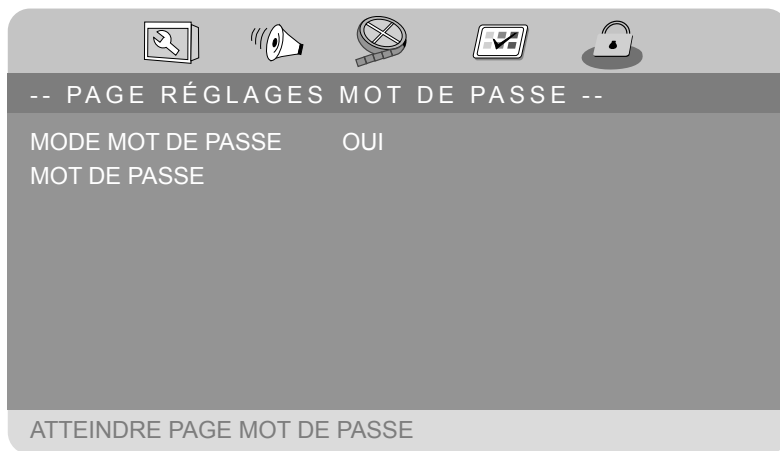 -- PAGE RÉGLAGES MOT DE PASSE --
MODE MOT DE PASSE OUI
MOT DE PASSE
ATTEINDRE PAGE MOT DE PASSE